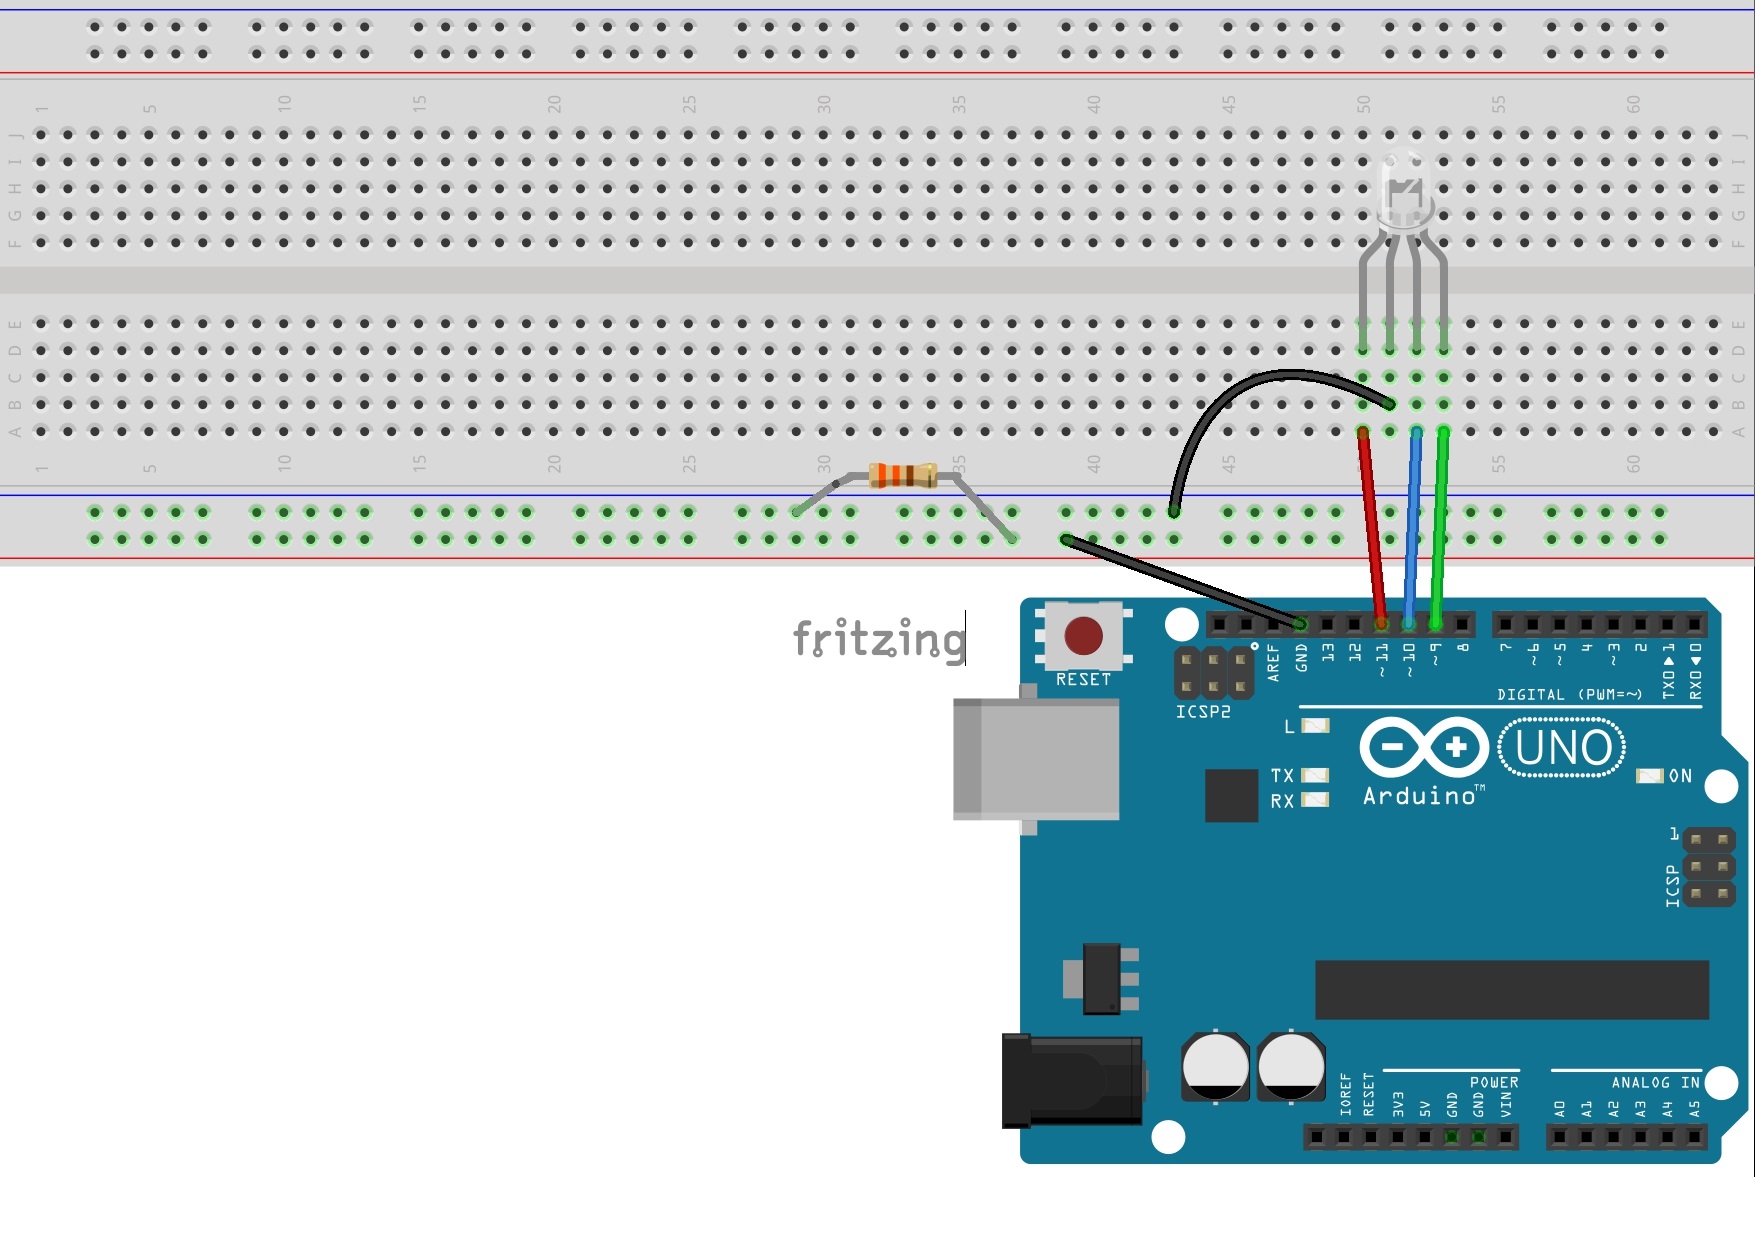 1 5 10 15 20 25 30 35 40 45 50 55 60
J J
I I
H H
G G
F F
E E
D D
C C
B B
A A
1 5 10 15 20 25 30 35 40 45 55 60
fritzing
RESET
ICSP2
AREF GND 13 12 ~11 ~10 ~9 8 7 ~6 ~5 4 ~3 2 TX0▶1 RX0◀0
DIGITAL (PWM=~)
L
TX
RX
UNO
Arduino™
ON
1
ICSP
IOREF RESET 3V3 5V GND GND VIN
POWER
A0 A1 A2 A3 A4 A5
ANALOG IN